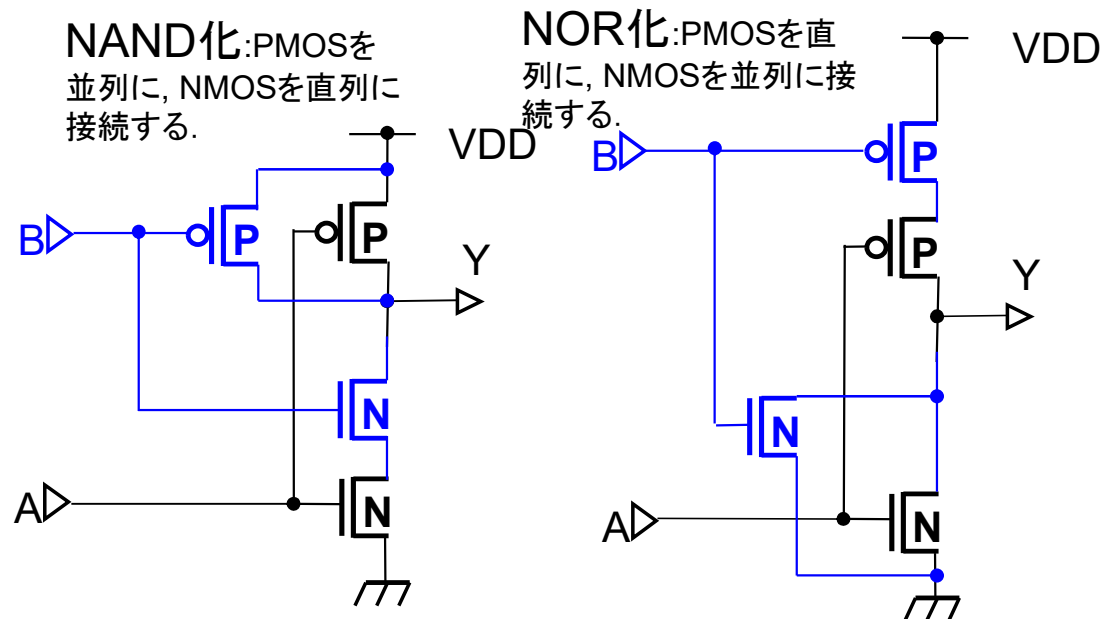 NAND化:PMOSを
並列に, NMOSを直列に
接続する.
VDD
B
P
P
Y
N
A
N
NOR化:PMOSを直
列に, NMOSを並列に接
続する.
VDD
B
P
P
Y
N
A
N